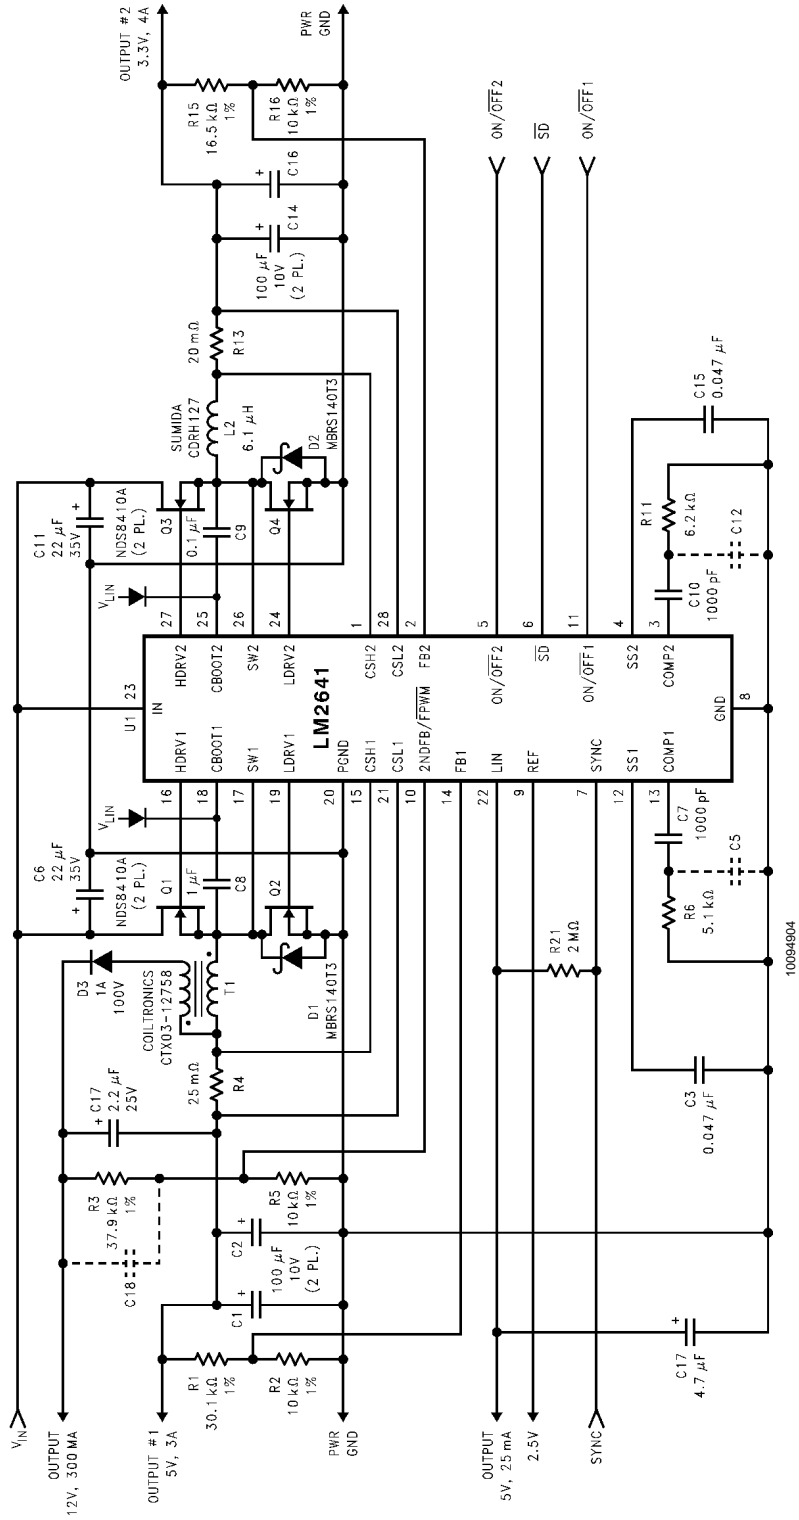 VIN
OUTPUT
12V, 300 MA
OUTPUT #1
5V, 3A
PWR
GND
OUTPUT
5V, 25 mA
2.5V
SYNC
C18
R3
37.9 kΩ
1%
R1
30.1 kΩ
1%
R2
10 kΩ
1%
C1
+
C2
+
100 μF
10V
(2 PL.)
R5
10kΩ
1%
+
C17
2.2 μF
25V
25 mΩ
R4
D3
1A
100V
COILTRONICS
CTX03-12758
T1
D1
MBRS140T3
C6
22 μF
35V
+
NDS8410A
(2 PL.)
Q1
1 μF
C8
Q2
VLIN
R21
2 MΩ
C17
4.7 μF
+
C3
0.047 μF
R6
5.1 kΩ
C5
C7
1000 pF
16
18
17
19
20
15
21
10
14
22
9
7
12
13
U1
23
IN
HDRV1
CBOOT1
SW1
LDRV1
PGND
CSH1
CSL1
2NDFB/FPWM
FB1
LIN
REF
SYNC
SS1
COMP1
LM2641
GND
8
HDRV2
CBOOT2
SW2
LDRV2
CSH2
CSL2
FB2
ON/OFF2
SD
ON/OFF1
SS2
COMP2
27
25
26
24
1
28
2
5
6
11
4
3
VLIN
C11
22 μF
35V
+
NDS8410A
(2 PL.)
Q3
0.1 μF
C9
Q4
SUMIDA
CDRH127
L2
6.1 μH
D2
MBRS140T3
20 mΩ
R13
100 μF
10V
(2 PL.)
+
C14
+
C16
R15
16.5 kΩ
1%
R16
10 kΩ
1%
OUTPUT #2
3.3V, 4A
PWR
GND
ON/OFF2
SD
ON/OFF1
C10
1000 pF
R11
6.2 kΩ
C12
C15
0.047 μF
10094904